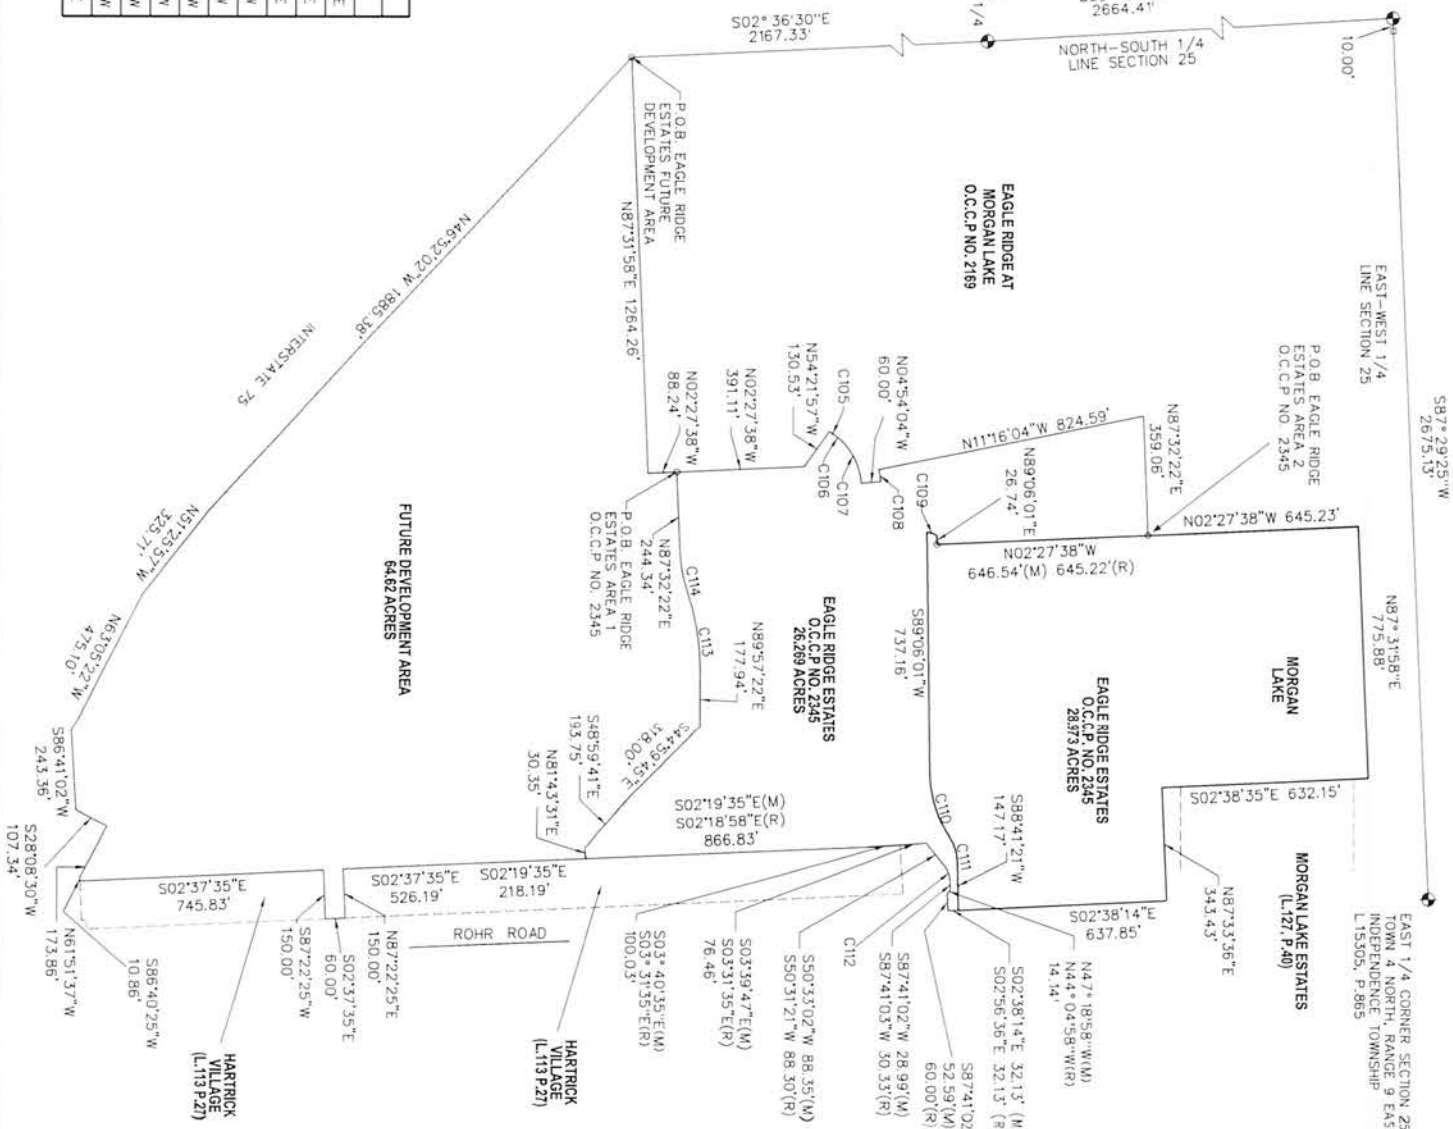 S02°36'30"E
2167.33'
1/4
2664.41'
NORTH-SOUTH 1/4
LINE SECTION 25
10.00'
S87°29'25"W
2675.13'
EAST-WEST 1/4
LINE SECTION 25
EAST 1/4 CORNER SECTION 25
TOWN 4 NORTH, RANGE 9 EAS
INDEPENDENCE TOWNSHIP
L.15305, P.865
P.O.B. EAGLE RIDGE
ESTATES FUTURE
DEVELOPMENT AREA
EAGLE RIDGE AT
MORGAN LAKE
O.C.C.P NO. 2169
P.O.B. EAGLE RIDGE
ESTATES AREA 2
O.C.C.P NO. 2345
N87°32'22"E
359.06'
N11°16'04"W 824.59'
N04°54'04"W
60.00'
C105
C106
C107
C108
C109
N54°21'57"W
130.53'
N02°27'38"W
391.11'
N02°27'38"W
88.24'
N87°31'58"E 1264.26'
N46°52'02"W 1885.38'
INTERSTATE 75
N89°06'01"E
26.74'
N02°27'38"W
646.54'(M) 645.22'(R)
N02°27'38"W 645.23'
N87°31'58"E
775.88'
MORGAN
LAKE
S02°38'35"E 632.15'
N87°33'36"E
343.43'
MORGAN LAKE ESTATES
(L.127, P.40)
S02°38'14"E
637.85'
EAGLE RIDGE ESTATES
O.C.C.P. NO. 2345
28.973 ACRES
S89°06'01"W
737.16'
C110
C111
S88°41'21"W
147.17'
EAGLE RIDGE ESTATES
O.C.C.P NO. 2345
26.269 ACRES
P.O.B. EAGLE RIDGE
ESTATES AREA 1
O.C.C.P NO. 2345
N87°32'22"E
244.34'
C114
C113
N89°57'22"E
177.94'
S44°59'45"E
318.00'
S48°59'41"E
193.75'
N81°43'31"E
30.35'
S02°19'35"E(M)
S02°18'58"E(R)
866.83'
FUTURE DEVELOPMENT AREA
64.62 ACRES
N51°25'57"W
325.71'
N63°05'22"W
475.10'
S86°41'02"W
243.36'
S28°08'30"W
107.34'
N61°51'37"W
173.86'
S86°40'25"W
10.86'
S02°37'35"E
745.83'
S87°22'25"W
150.00'
S02°37'35"E
60.00'
N87°22'25"E
150.00'
S02°37'35"E
526.19'
S02°19'35"E
218.19'
ROHR ROAD
HARTRICK
VILLAGE
(L.113 P.27)
HARTRICK
VILLAGE
(L.113 P.27)
S03°40'35"E(M)
S03°31'35"E(R)
100.03'
S03°39'47"E(M)
S03°31'35"E(R)
76.46'
S50°33'02"W 88.35'(M)
S50°31'21"W 88.30'(R)
C112
S87°41'02"W 28.99'(M)
S87°41'03"W 30.33'(R)
S87°41'02
52.59'(M)
60.00'(R)
S02°38'14"E 32.13' (M
S02°56'36"E 32.13' (R
N47°18'58"W(M)
N44°04'58"W(R)
14.14'